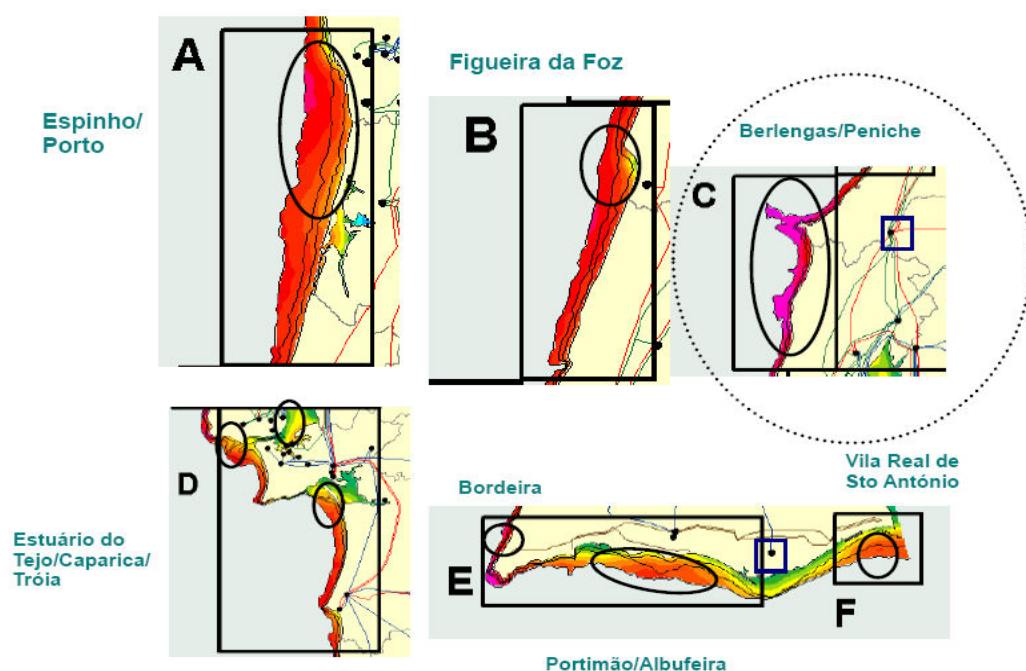 A
Espinho/
Porto
Figueira da Foz
B
Berlengas/Peniche
C
D
Estuário do
Tejo/Caparica/
Tróia
Bordeira
Vila Real de
Sto António
E
F
Portimão/Albufeira